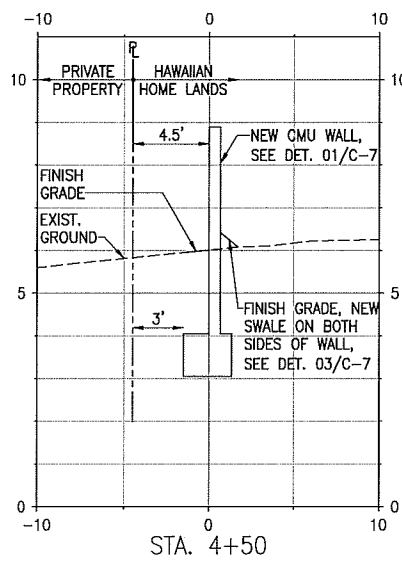 -10 0 10
PL
PRIVATE PROPERTY
HAWAIIAN HOME LANDS
10 10
4.5'
NEW CMU WALL,
SEE DET. 01/C-7
FINISH
GRADE
EXIST.
GROUND
5 5
3'
FINISH GRADE, NEW
SWALE ON BOTH
SIDES OF WALL,
SEE DET. 03/C-7
0 0
-10 0 10
STA. 4+50